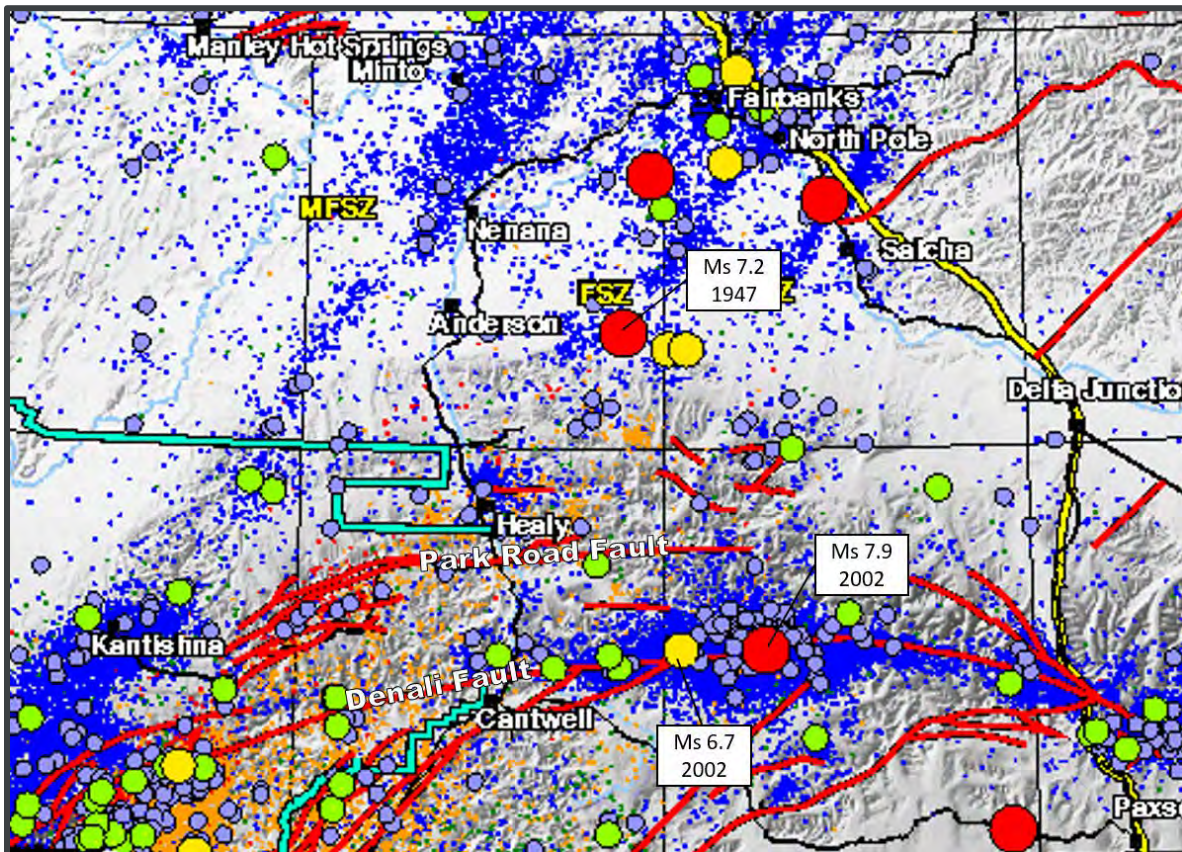 Manley Hot Springs
Minto
Fairbanks
North Pole
MFSZ
Nenana
Salcha
Ms 7.2
1947
FSZ
Z
Anderson
Delta Junctio
Healy
Park Road Fault
Ms 7.9
2002
Kantishna
Denali Fault
Cantwell
Ms 6.7
2002
Paxs